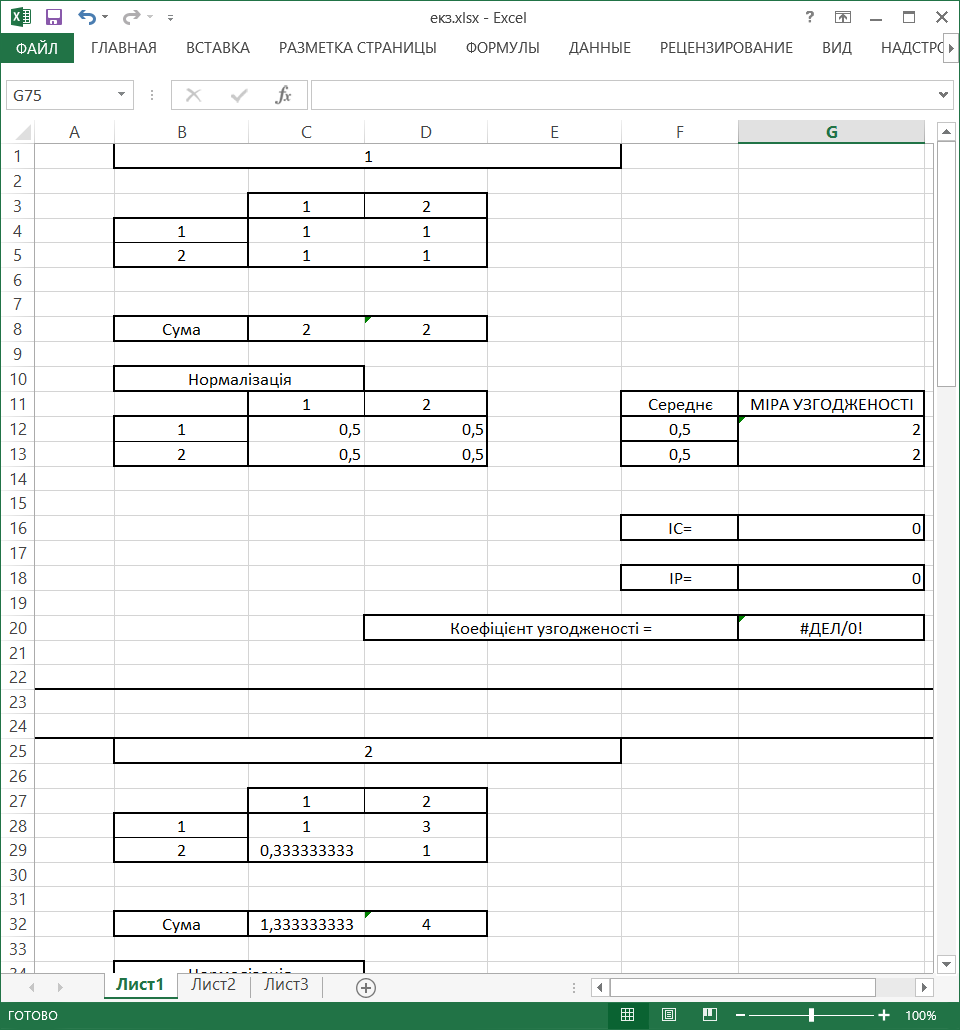 екз.xlsx - Excel
ФАЙЛ ГЛАВНАЯ ВСТАВКА РАЗМЕТКА СТРАНИЦЫ ФОРМУЛЫ ДАННЫЕ РЕЦЕНЗИРОВАНИЕ ВИД НАДСТРО
G75 fx
A B C D E F G
1 1
2
3 1 2
4 1 1 1
5 2 1 1
6
7
8 Сума 2 2
9
10 Нормалізація
11 1 2 Середнє МІРА УЗГОДЖЕНОСТІ
12 1 0,5 0,5 0,5 2
13 2 0,5 0,5 0,5 2
14
15
16 ІС= 0
17
18 ІР= 0
19
20 Коефіцієнт узгодженості = #ДЕЛ/0!
21
22
23
24
25 2
26
27 1 2
28 1 1 3
29 2 0,333333333 1
30
31
32 Сума 1,333333333 4
33
34 Нормалізація
Лист1 Лист2 Лист3
ГОТОВО 100%